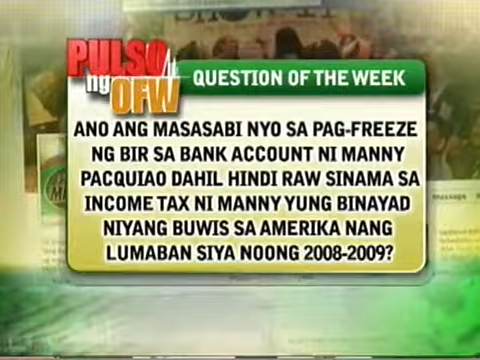 PULSO
ng
OFW
QUESTION OF THE WEEK
ANO ANG MASASABI NYO SA PAG-FREEZE
NG BIR SA BANK ACCOUNT NI MANNY
PACQUIAO DAHIL HINDI RAW SINAMA SA
INCOME TAX NI MANNY YUNG BINAYAD
NIYANG BUWIS SA AMERIKA NANG
LUMABAN SIYA NOONG 2008-2009?